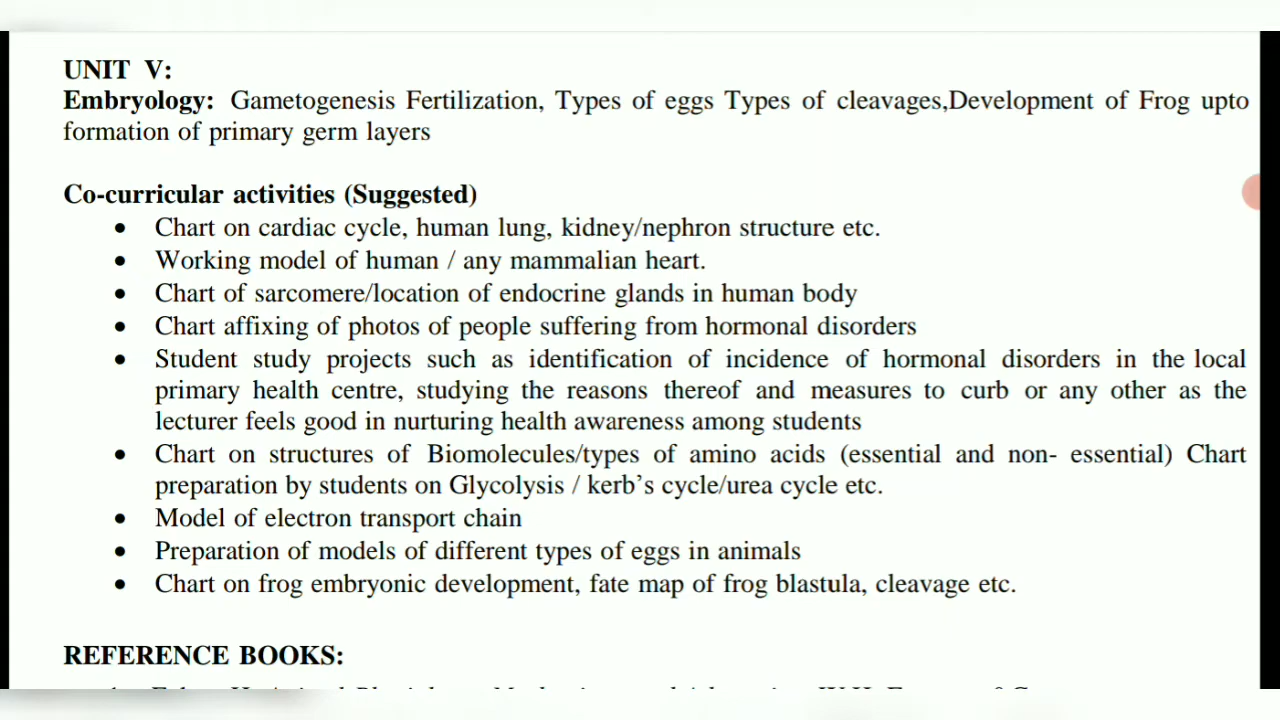 UNIT V:
Embryology: Gametogenesis Fertilization, Types of eggs Types of cleavages,Development of Frog upto
formation of primary germ layers
Co-curricular activities (Suggested)
• Chart on cardiac cycle, human lung, kidney/nephron structure etc.
• Working model of human / any mammalian heart.
• Chart of sarcomere/location of endocrine glands in human body
• Chart affixing of photos of people suffering from hormonal disorders
• Student study projects such as identification of incidence of hormonal disorders in the local
primary health centre, studying the reasons thereof and measures to curb or any other as the
lecturer feels good in nurturing health awareness among students
• Chart on structures of Biomolecules/types of amino acids (essential and non- essential) Chart
preparation by students on Glycolysis / kerb's cycle/urea cycle etc.
• Model of electron transport chain
• Preparation of models of different types of eggs in animals
• Chart on frog embryonic development, fate map of frog blastula, cleavage etc.
REFERENCE BOOKS: